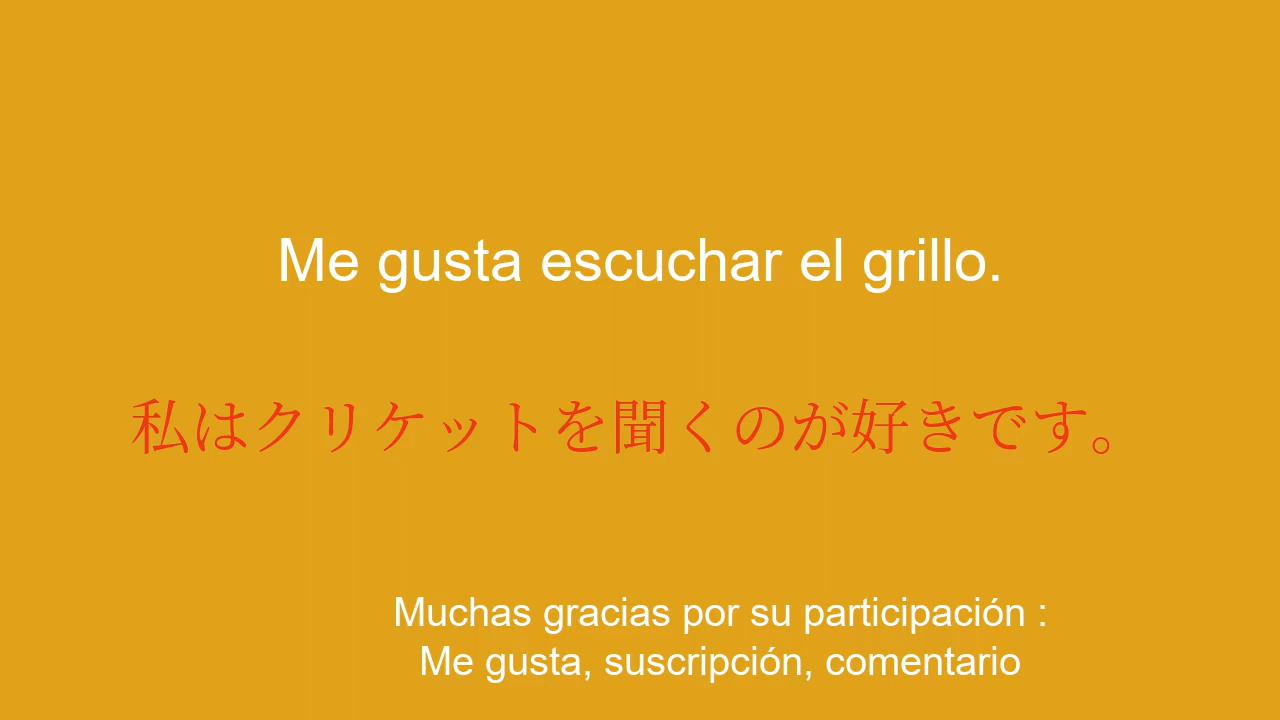 Me gusta escuchar el grillo.
私はクリケットを聞くのが好きです。
Muchas gracias por su participación :
Me gusta, suscripción, comentario